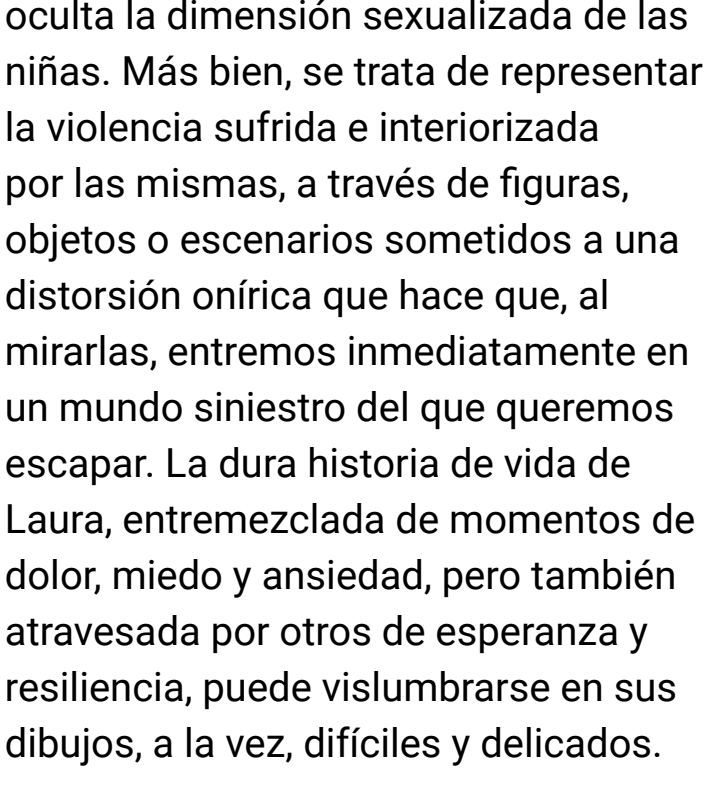 oculta la dimensión sexualizada de las
niñas. Más bien, se trata de representar
la violencia sufrida e interiorizada
por las mismas, a través de figuras,
objetos o escenarios sometidos a una
distorsión onírica que hace que, al
mirarlas, entremos inmediatamente en
un mundo siniestro del que queremos
escapar. La dura historia de vida de
Laura, entremezclada de momentos de
dolor, miedo y ansiedad, pero también
atravesada por otros de esperanza y
resiliencia, puede vislumbrarse en sus
dibujos, a la vez, difíciles y delicados.